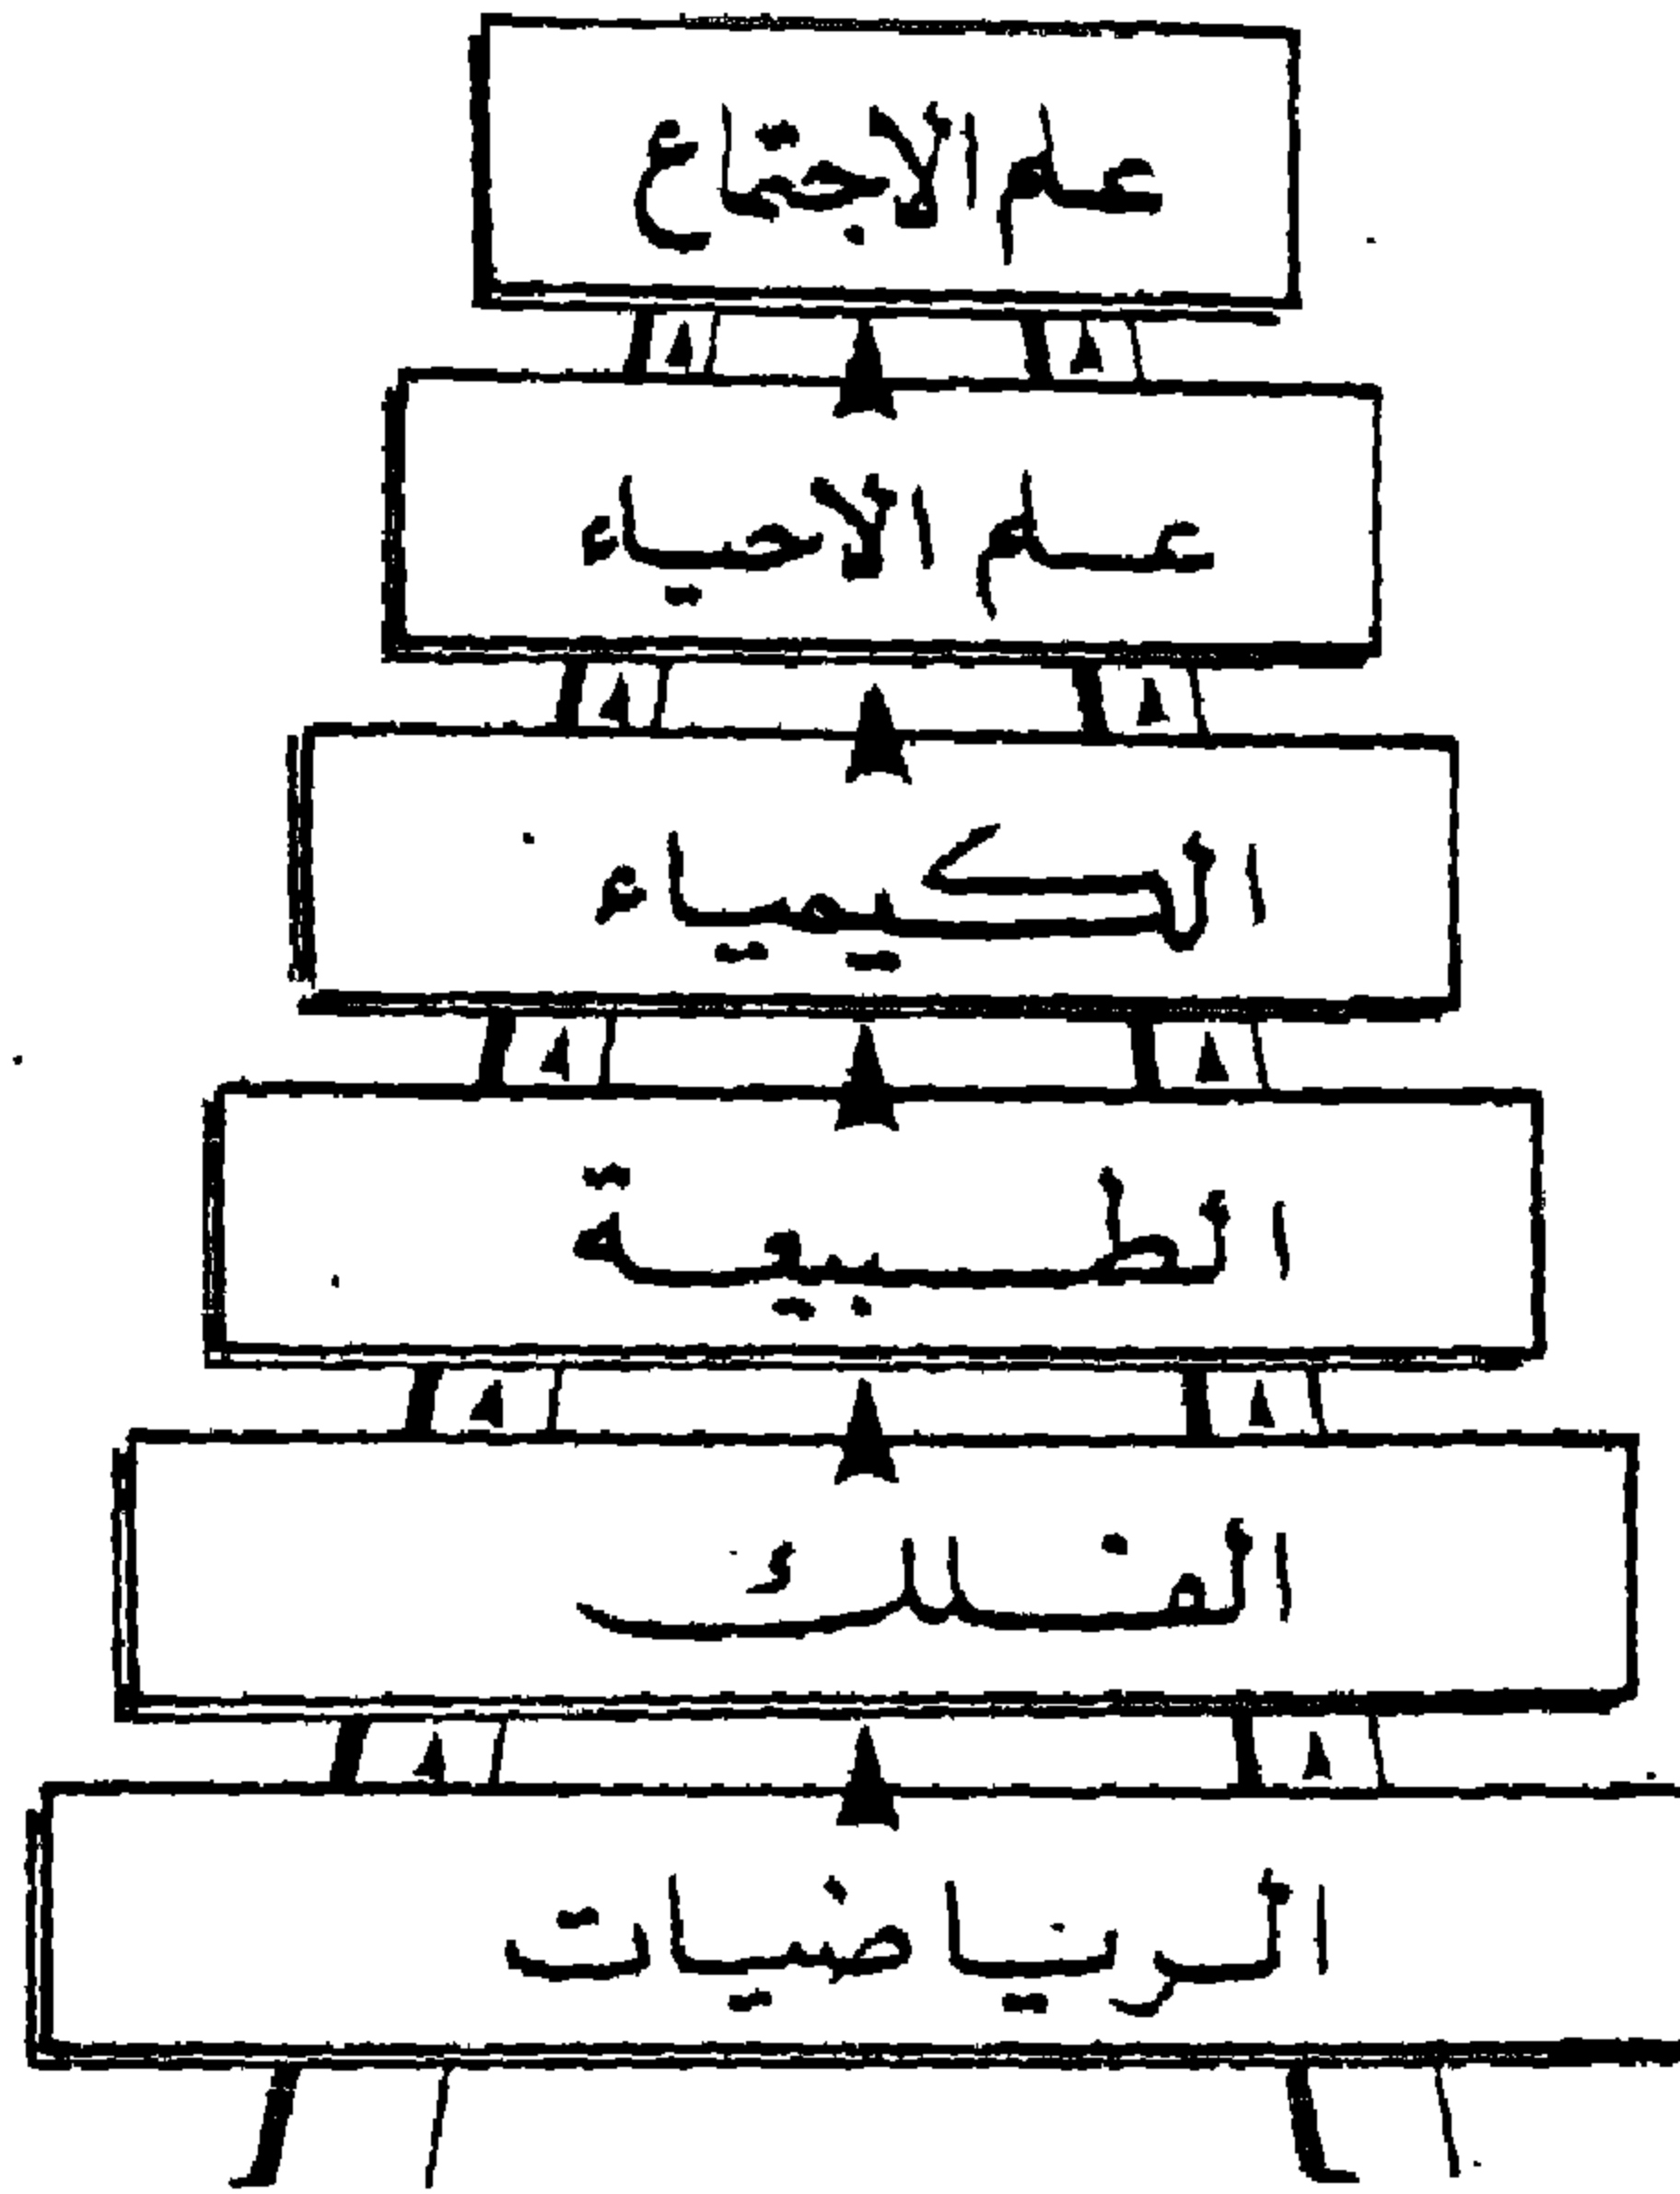 علم الاجتماع
علم الاحياء
الكيمياء
الطبيعة
الفلك
الرياضيات